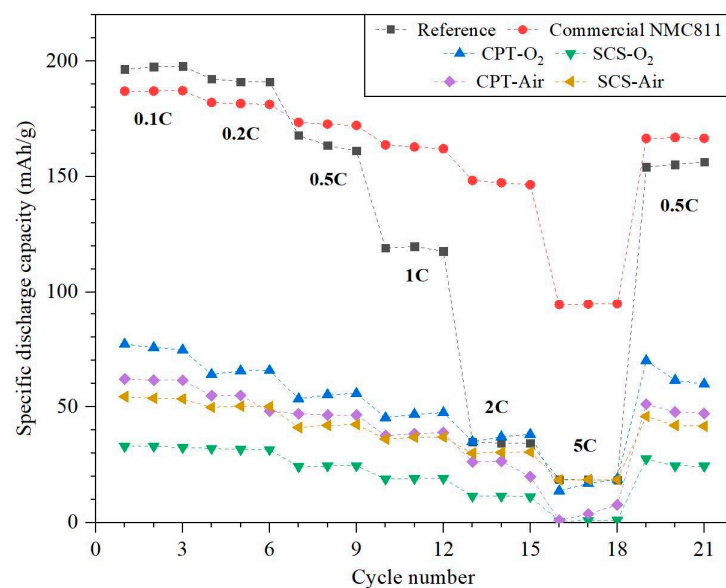 Reference
Commercial NMC811
CPT-O₂
SCS-O₂
CPT-Air
SCS-Air
200
150
100
50
0
Specific discharge capacity (mAh/g)
0.1C
0.2C
0.5C
1C
2C
5C
0.5C
0 3 6 9 12 15 18 21
Cycle number